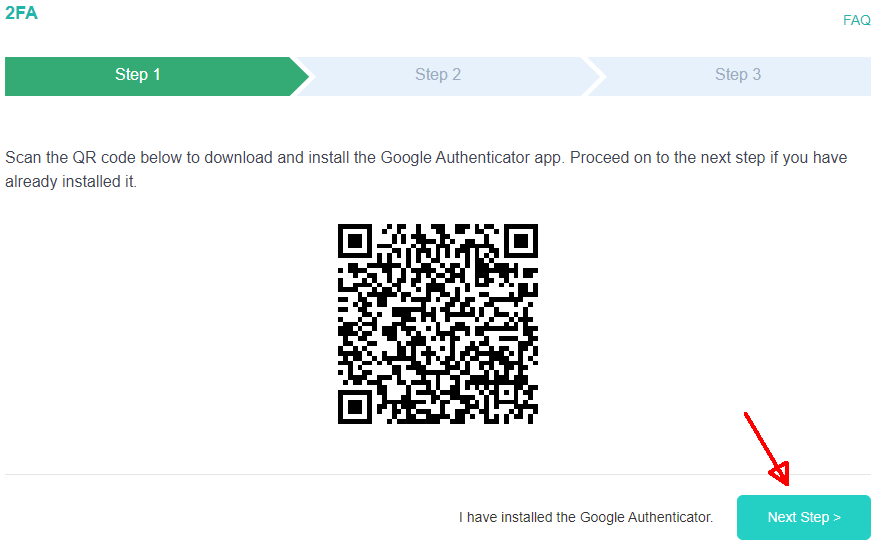 2FA
FAQ
Step 1
Step 2
Step 3
Scan the QR code below to download and install the Google Authenticator app. Proceed on to the next step if you have
already installed it.
I have installed the Google Authenticator.
Next Step >